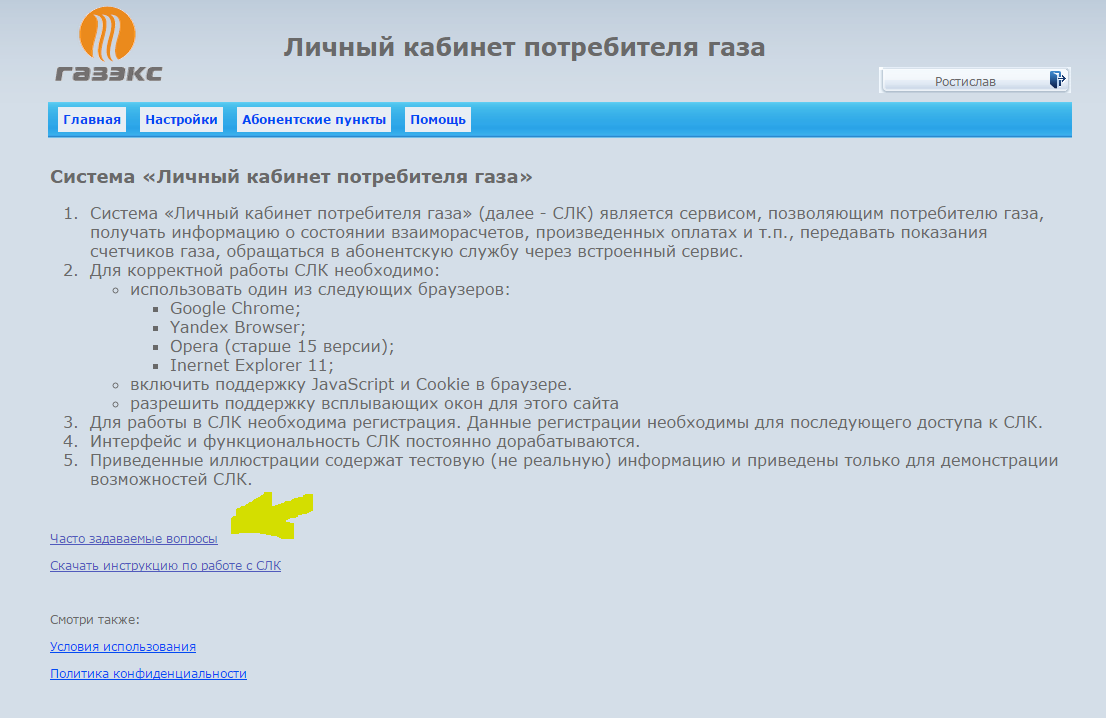 газэкс
Личный кабинет потребителя газа
Ростислав
Главная Настройки Абонентские пункты Помощь
Система «Личный кабинет потребителя газа»
1. Система «Личный кабинет потребителя газа» (далее - СЛК) является сервисом, позволяющим потребителю газа,
получать информацию о состоянии взаиморасчетов, произведенных оплатах и т.п., передавать показания
счетчиков газа, обращаться в абонентскую службу через встроенный сервис.
2. Для корректной работы СЛК необходимо:
использовать один из следующих браузеров:
Google Chrome;
Yandex Browser;
Opera (старше 15 версии);
Inernet Explorer 11;
включить поддержку JavaScript и Cookie в браузере.
разрешить поддержку всплывающих окон для этого сайта
3. Для работы в СЛК необходима регистрация. Данные регистрации необходимы для последующего доступа к СЛК.
4. Интерфейс и функциональность СЛК постоянно дорабатываются.
5. Приведенные иллюстрации содержат тестовую (не реальную) информацию и приведены только для демонстрации
возможностей СЛК.
Часто задаваемые вопросы
Скачать инструкцию по работе с СЛК
Смотри также:
Условия использования
Политика конфиденциальности